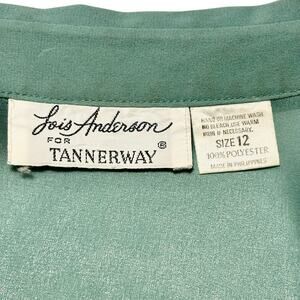 Lois Anderson
FOR
TANNERWAY®
HAND OR MACHINE WASH
NO BLEACH. USE WARM
IRON IF NECESSARY.
SIZE 12
100% POLYESTER
MADE IN PHILIPPINES